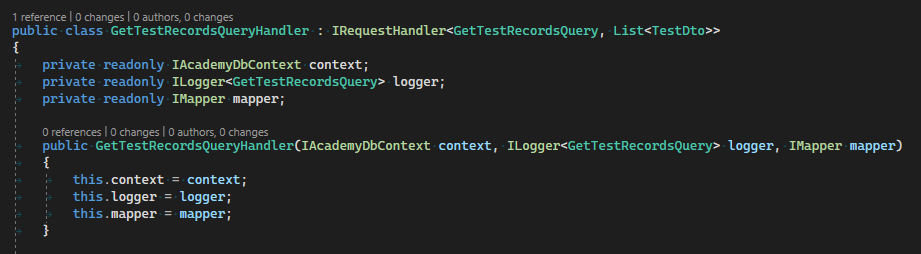 1 reference | 0 changes | 0 authors, 0 changes
public class GetTestRecordsQueryHandler : IRequestHandler<GetTestRecordsQuery, List<TestDto>>
{
private readonly IAcademyDbContext context;
private readonly ILogger<GetTestRecordsQuery> logger;
private readonly IMapper mapper;
0 references | 0 changes | 0 authors, 0 changes
public GetTestRecordsQueryHandler(IAcademyDbContext context, ILogger<GetTestRecordsQuery> logger, IMapper mapper)
{
this.context = context;
this.logger = logger;
this.mapper = mapper;
}